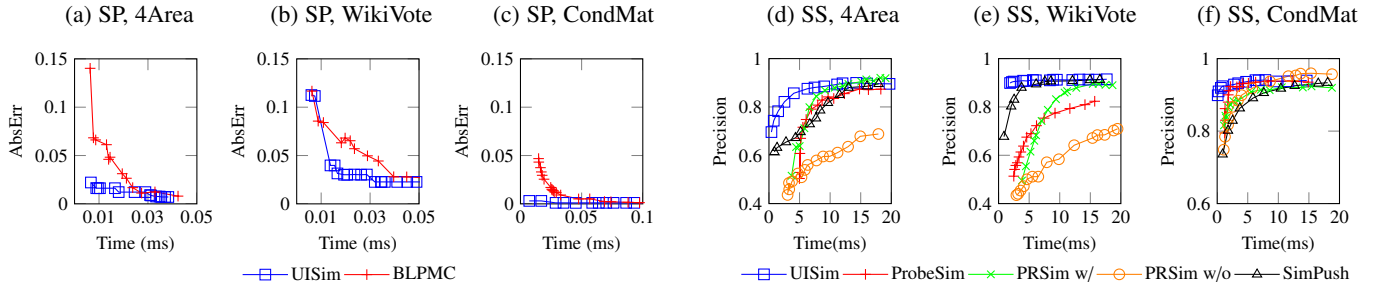 (a) SP, 4Area
0.15
0.1
0.05
0
AbsErr
0.01 0.03 0.05
Time (ms)
(b) SP, WikiVote
0.15
0.1
0.05
0
AbsErr
0.01 0.03 0.05
Time (ms)
(c) SP, CondMat
0.15
0.1
0.05
0
AbsErr
0.01 0.05 0.1
Time (ms)
UISim BLPMC
(d) SS, 4Area
1
0.8
0.6
0.4
Precision
0 5 10 15 20
Time(ms)
(e) SS, WikiVote
1
0.8
0.6
0.4
Precision
0 5 10 15 20
Time(ms)
(f) SS, CondMat
1
0.8
0.6
Precision
0 5 10 15 20
Time(ms)
UISim ProbeSim PRSim w/ PRSim w/o SimPush